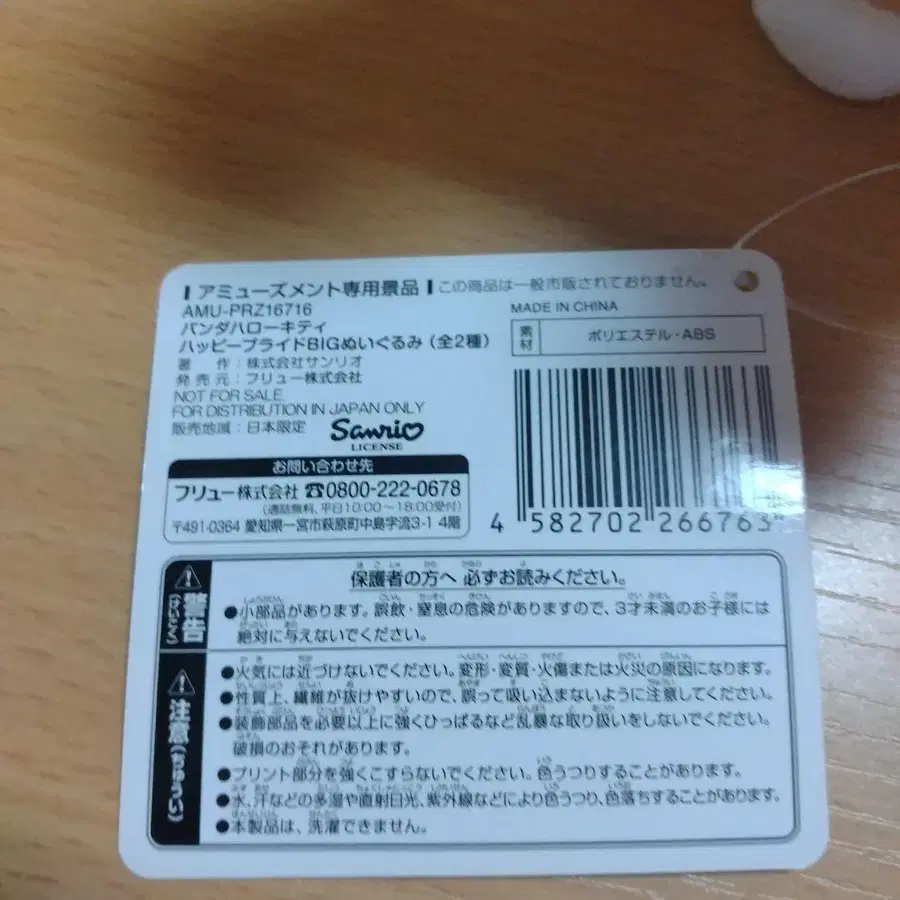 アミューズメント専用景品 この商品は一般市販されておりません。
AMU-PRZ16716
パンダハローキティ
ハッピーブライドBIGぬいぐるみ(全2種)
著 作:株式会社サンリオ
発売元:フリュー株式会社
NOT FOR SALE
FOR DISTRIBUTION IN JAPAN ONLY
販売地域:日本限定
Sanrio
LICENSE
お問い合わせ先
フリュー株式会社 ☎0800-222-0678
(通話無料、平日10:00〜18:00受付)
〒491-0364 愛知県一宮市萩原町中島字流3-1 4階
MADE IN CHINA
素材 ポリエステル・ABS
4 582702 266763
警告(けいこく)
保護者の方へ 必ずお読みください。
●小部品があります。誤飲・窒息の危険がありますので、3才未満のお子様には
絶対に与えないでください。
注意(ちゅうい)
●火気には近づけないでください。変形・変質・火傷または火災の原因になります。
●性質上、繊維が抜けやすいので、誤って吸い込まないように注意してください。
●装飾部品を必要以上に強くひっぱるなど乱暴な取り扱いをしないでください。
破損のおそれがあります。
●プリント部分を強くこすらないでください。色うつりすることがあります。
●水、汗などの多湿や直射日光、紫外線などにより色うつり、色落ちすることがあります。
●本製品は、洗濯できません。